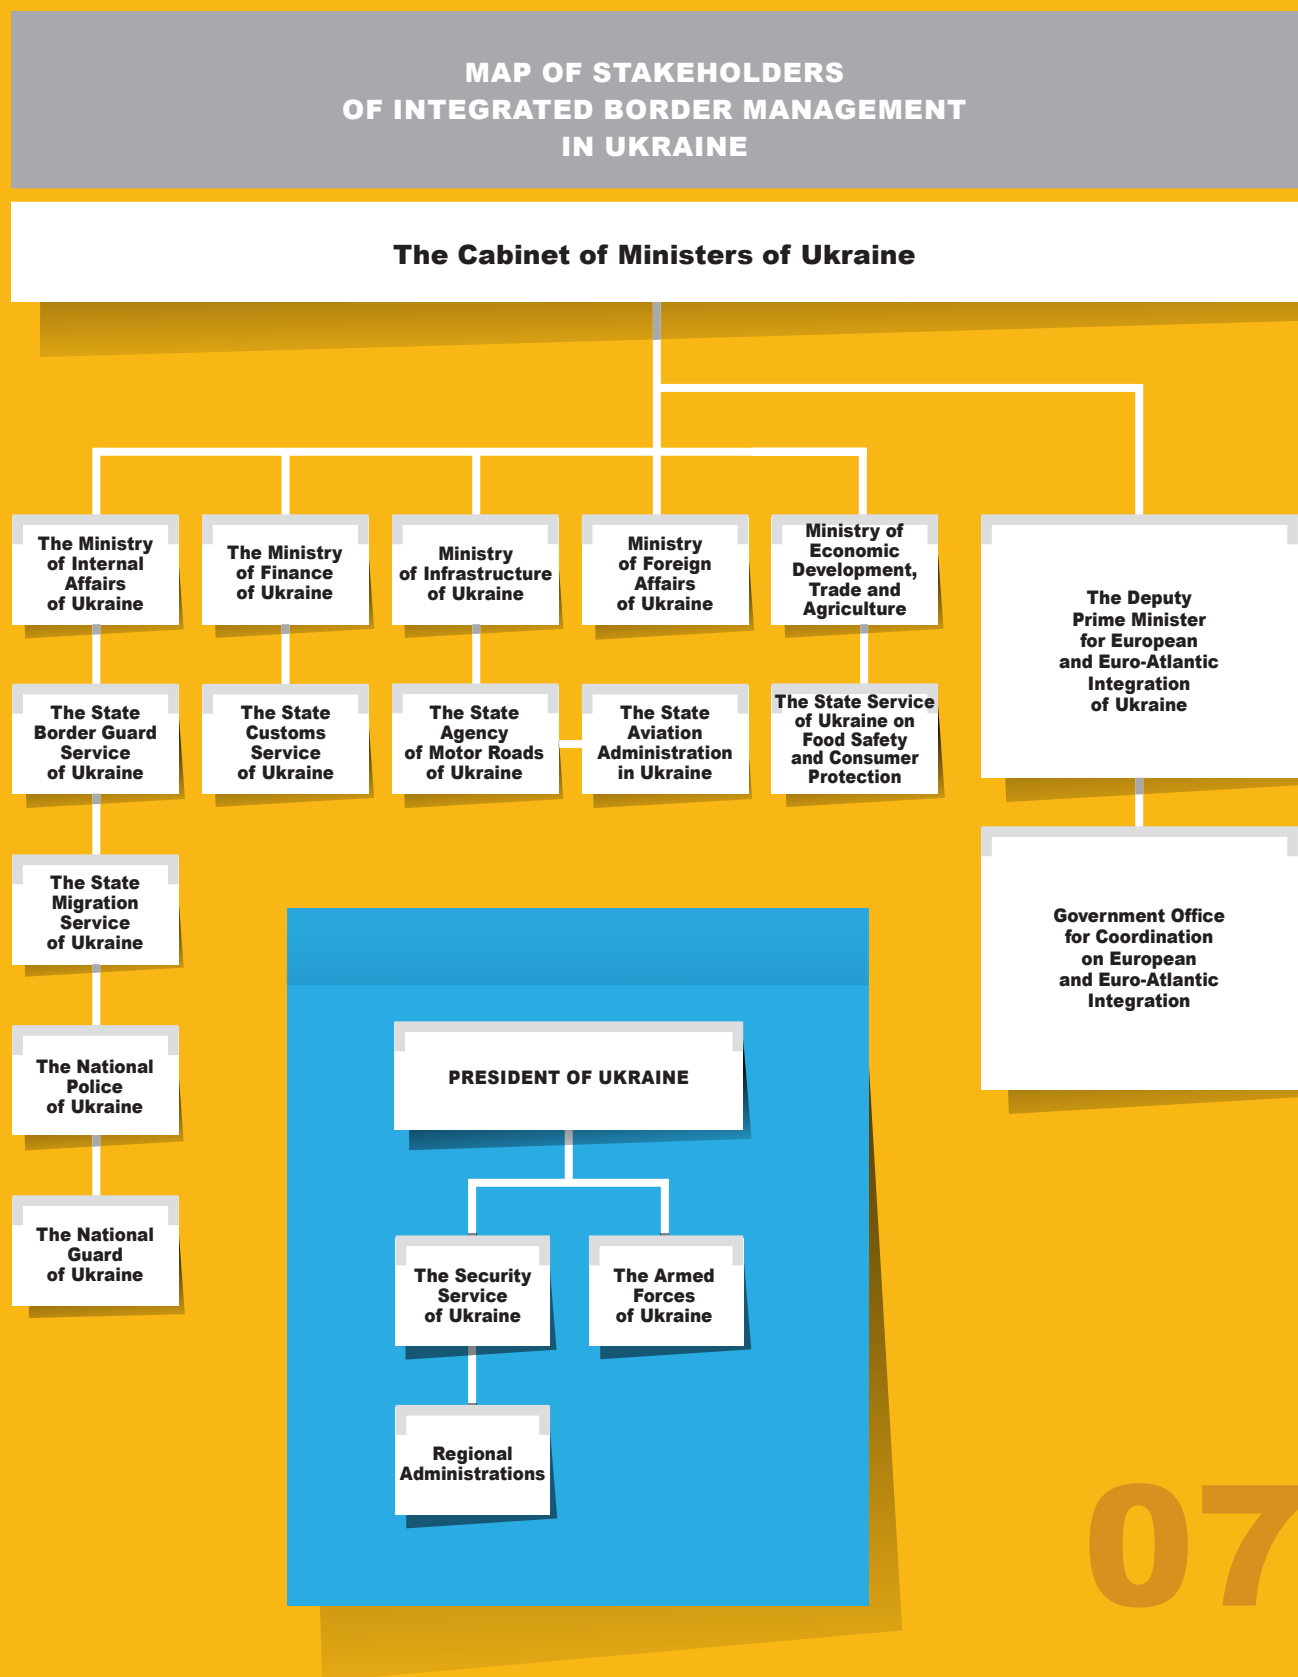 MAP OF STAKEHOLDERS
OF INTEGRATED BORDER MANAGEMENT
IN UKRAINE
The Cabinet of Ministers of Ukraine
The Ministry
of Internal
Affairs
of Ukraine
The Ministry
of Finance
of Ukraine
Ministry
of Infrastructure
of Ukraine
Ministry
of Foreign
Affairs
of Ukraine
Ministry of
Economic
Development,
Trade and
Agriculture
The Deputy
Prime Minister
for European
and Euro-Atlantic
Integration
of Ukraine
The State
Border Guard
Service
of Ukraine
The State
Customs
Service
of Ukraine
The State
Agency
of Motor Roads
of Ukraine
The State
Aviation
Administration
in Ukraine
The State Service
of Ukraine on
Food Safety
and Consumer
Protection
The State
Migration
Service
of Ukraine
Government Office
for Coordination
on European
and Euro-Atlantic
Integration
The National
Police
of Ukraine
The National
Guard
of Ukraine
PRESIDENT OF UKRAINE
The Security
Service
of Ukraine
The Armed
Forces
of Ukraine
Regional
Administrations
07